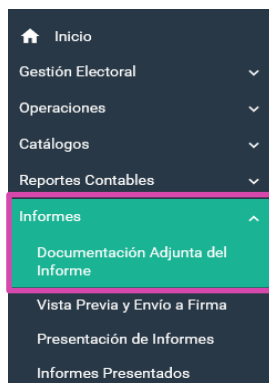 Inicio
Gestión Electoral
Operaciones
Catálogos
Reportes Contables
Informes
Documentación Adjunta del
Informe
Vista Previa y Envío a Firma
Presentación de Informes
Informes Presentados